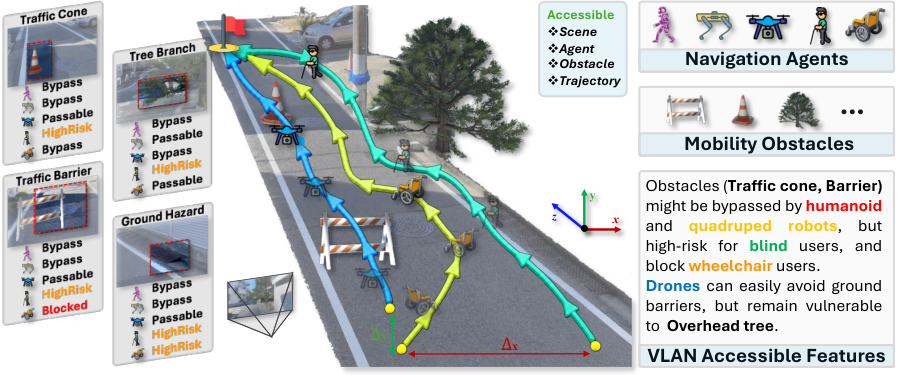 Traffic Cone
Bypass
Bypass
Passable
HighRisk
Bypass
Tree Branch
Bypass
Passable
Bypass
HighRisk
Passable
Traffic Barrier
Bypass
Bypass
Passable
HighRisk
Blocked
Ground Hazard
Bypass
Bypass
Passable
HighRisk
HighRisk
Accessible
❖Scene
❖Agent
❖Obstacle
❖Trajectory
y
z
x
Δy
Δx
Navigation Agents
...
Mobility Obstacles
Obstacles (Traffic cone, Barrier)
might be bypassed by humanoid
and quadruped robots, but
high-risk for blind users, and
block wheelchair users.
Drones can easily avoid ground
barriers, but remain vulnerable
to Overhead tree.
VLAN Accessible Features